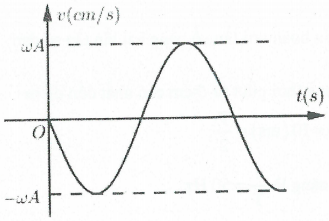 v(cm/s)
ωA
t(s)
O
-ωA